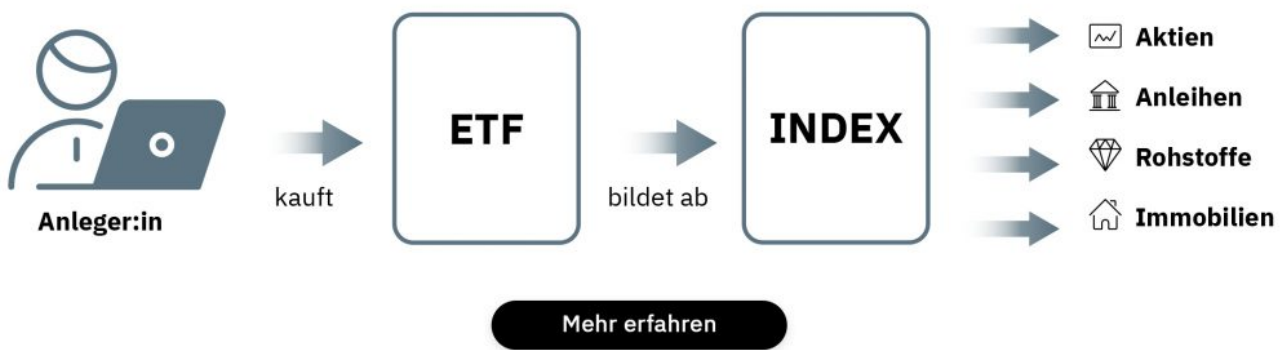 Anleger:in
kauft
ETF
bildet ab
INDEX
Aktien
Anleihen
Rohstoffe
Immobilien
Mehr erfahren